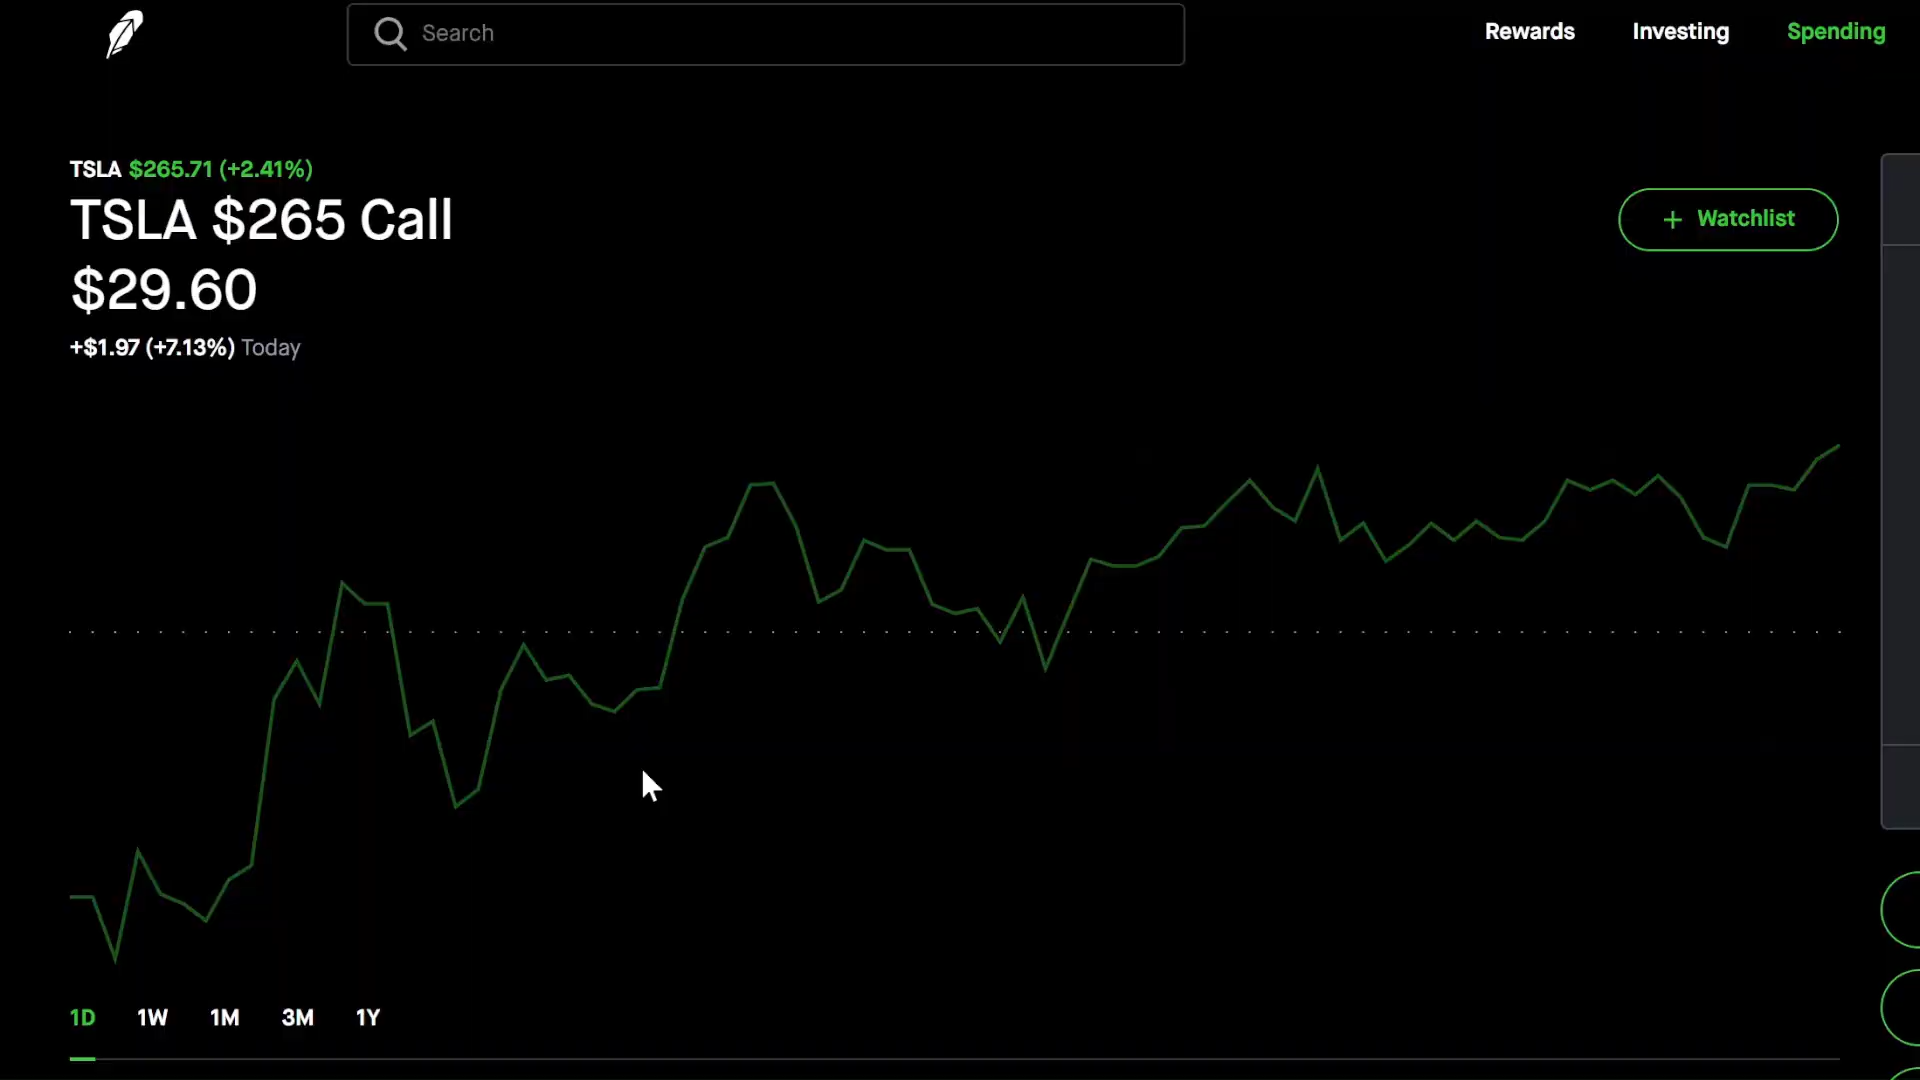 Search
Rewards
Investing
Spending
TSLA $265.71 (+2.41%)
TSLA $265 Call
$29.60
+$1.97 (+7.13%) Today
+ Watchlist
1D 1W 1M 3M 1Y